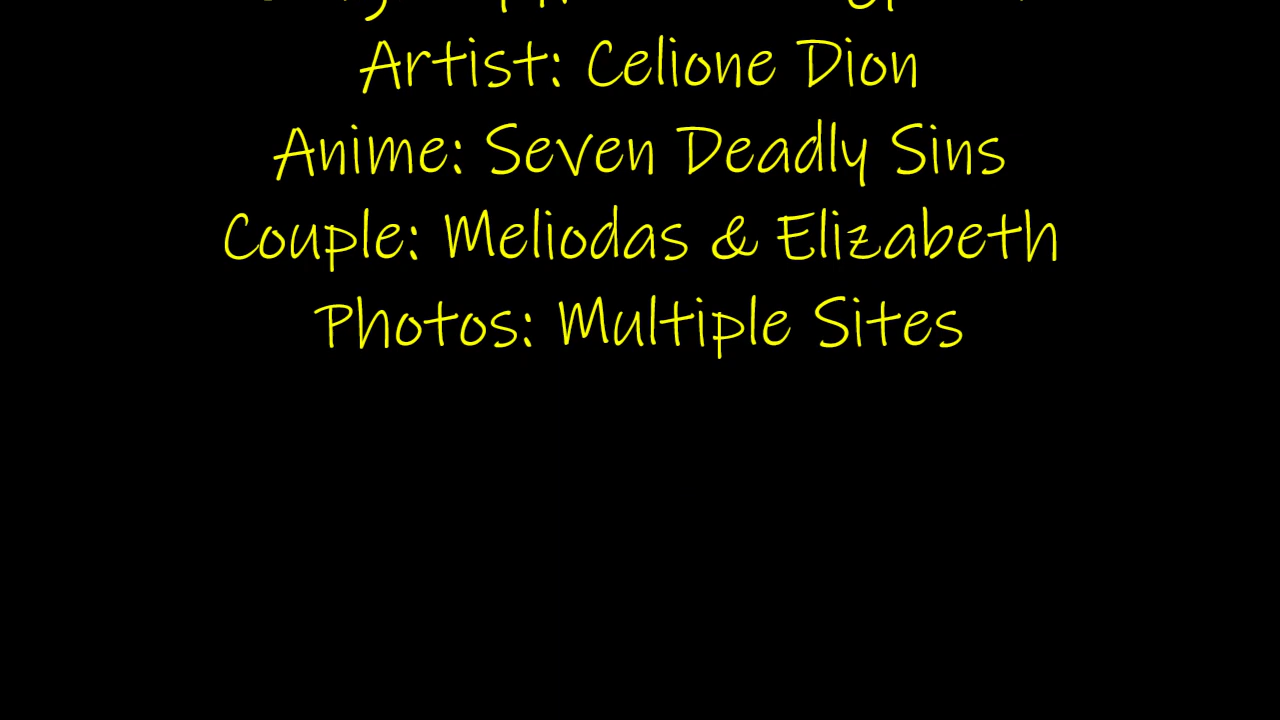 Artist: Celione Dion
Anime: Seven Deadly Sins
Couple: Meliodas & Elizabeth
Photos: Multiple Sites